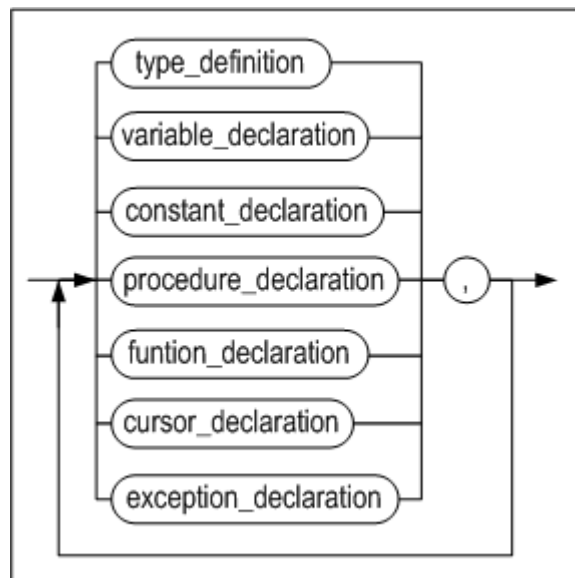 type_definition
variable_declaration
constant_declaration
procedure_declaration
,
funtion_declaration
cursor_declaration
exception_declaration